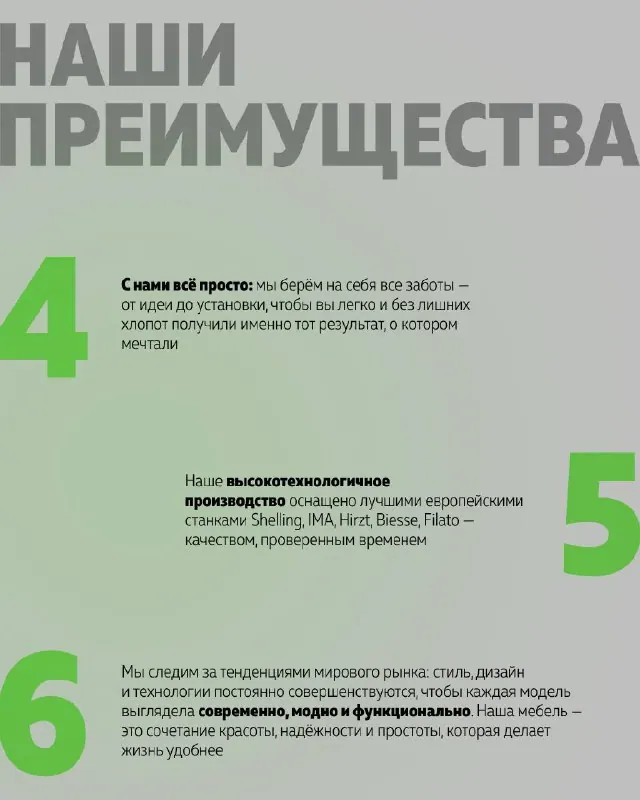 НАШИ
ПРЕИМУЩЕСТВА
4
С нами всё просто: мы берём на себя все заботы –
от идеи до установки, чтобы вы легко и без лишних
хлопот получили именно тот результат, о котором
мечтали
Наше высокотехнологичное
производство оснащено лучшими европейскими
станками Shelling, IMA, Hirzt, Biesse, Filato –
качеством, проверенным временем
5
6
Мы следим за тенденциями мирового рынка: стиль, дизайн
и технологии постоянно совершенствуются, чтобы каждая модель
выглядела современно, модно и функционально. Наша мебель –
это сочетание красоты, надёжности и простоты, которая делает
жизнь удобнее